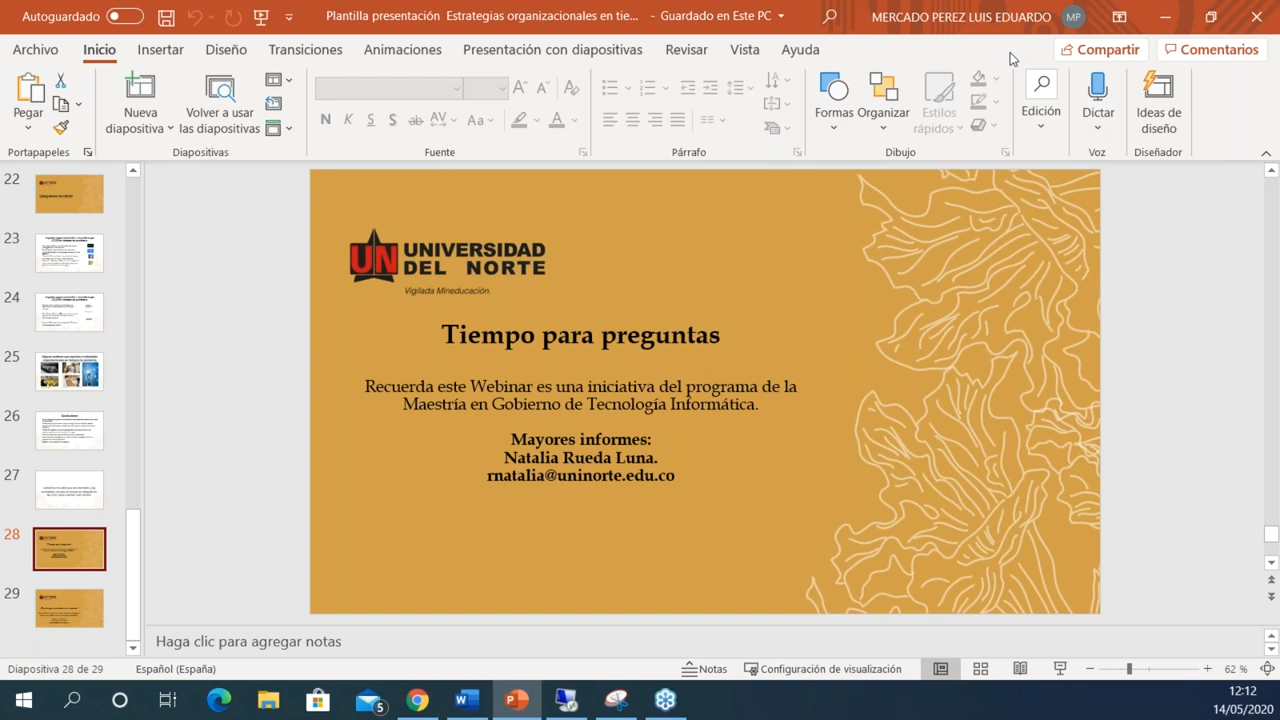 Autoguardado
Plantilla presentación Estrategias organizacionales en tie... - Guardado en Este PC
MERCADO PEREZ LUIS EDUARDO MP
Archivo Inicio Insertar Diseño Transiciones Animaciones Presentación con diapositivas Revisar Vista Ayuda Compartir Comentarios
Pegar
Nueva diapositiva
Volver a usar las diapositivas
N K S S ab AV Aa A
Formas Organizar Estilos rápidos
Edición
Dictar
Ideas de diseño
Portapapeles Diapositivas Fuente Párrafo Dibujo Voz Diseñador
22
23
24
25
26
Conclusiones
27
28
29
UN UNIVERSIDAD
DEL NORTE
Vigilada Mineducación.
Tiempo para preguntas
Recuerda este Webinar es una iniciativa del programa de la
Maestría en Gobierno de Tecnología Informática.
Mayores informes:
Natalia Rueda Luna.
rnatalia@uninorte.edu.co
Haga clic para agregar notas
Diapositiva 28 de 29 Español (España) Notas Configuración de visualización 62 %
5
12:12
14/05/2020